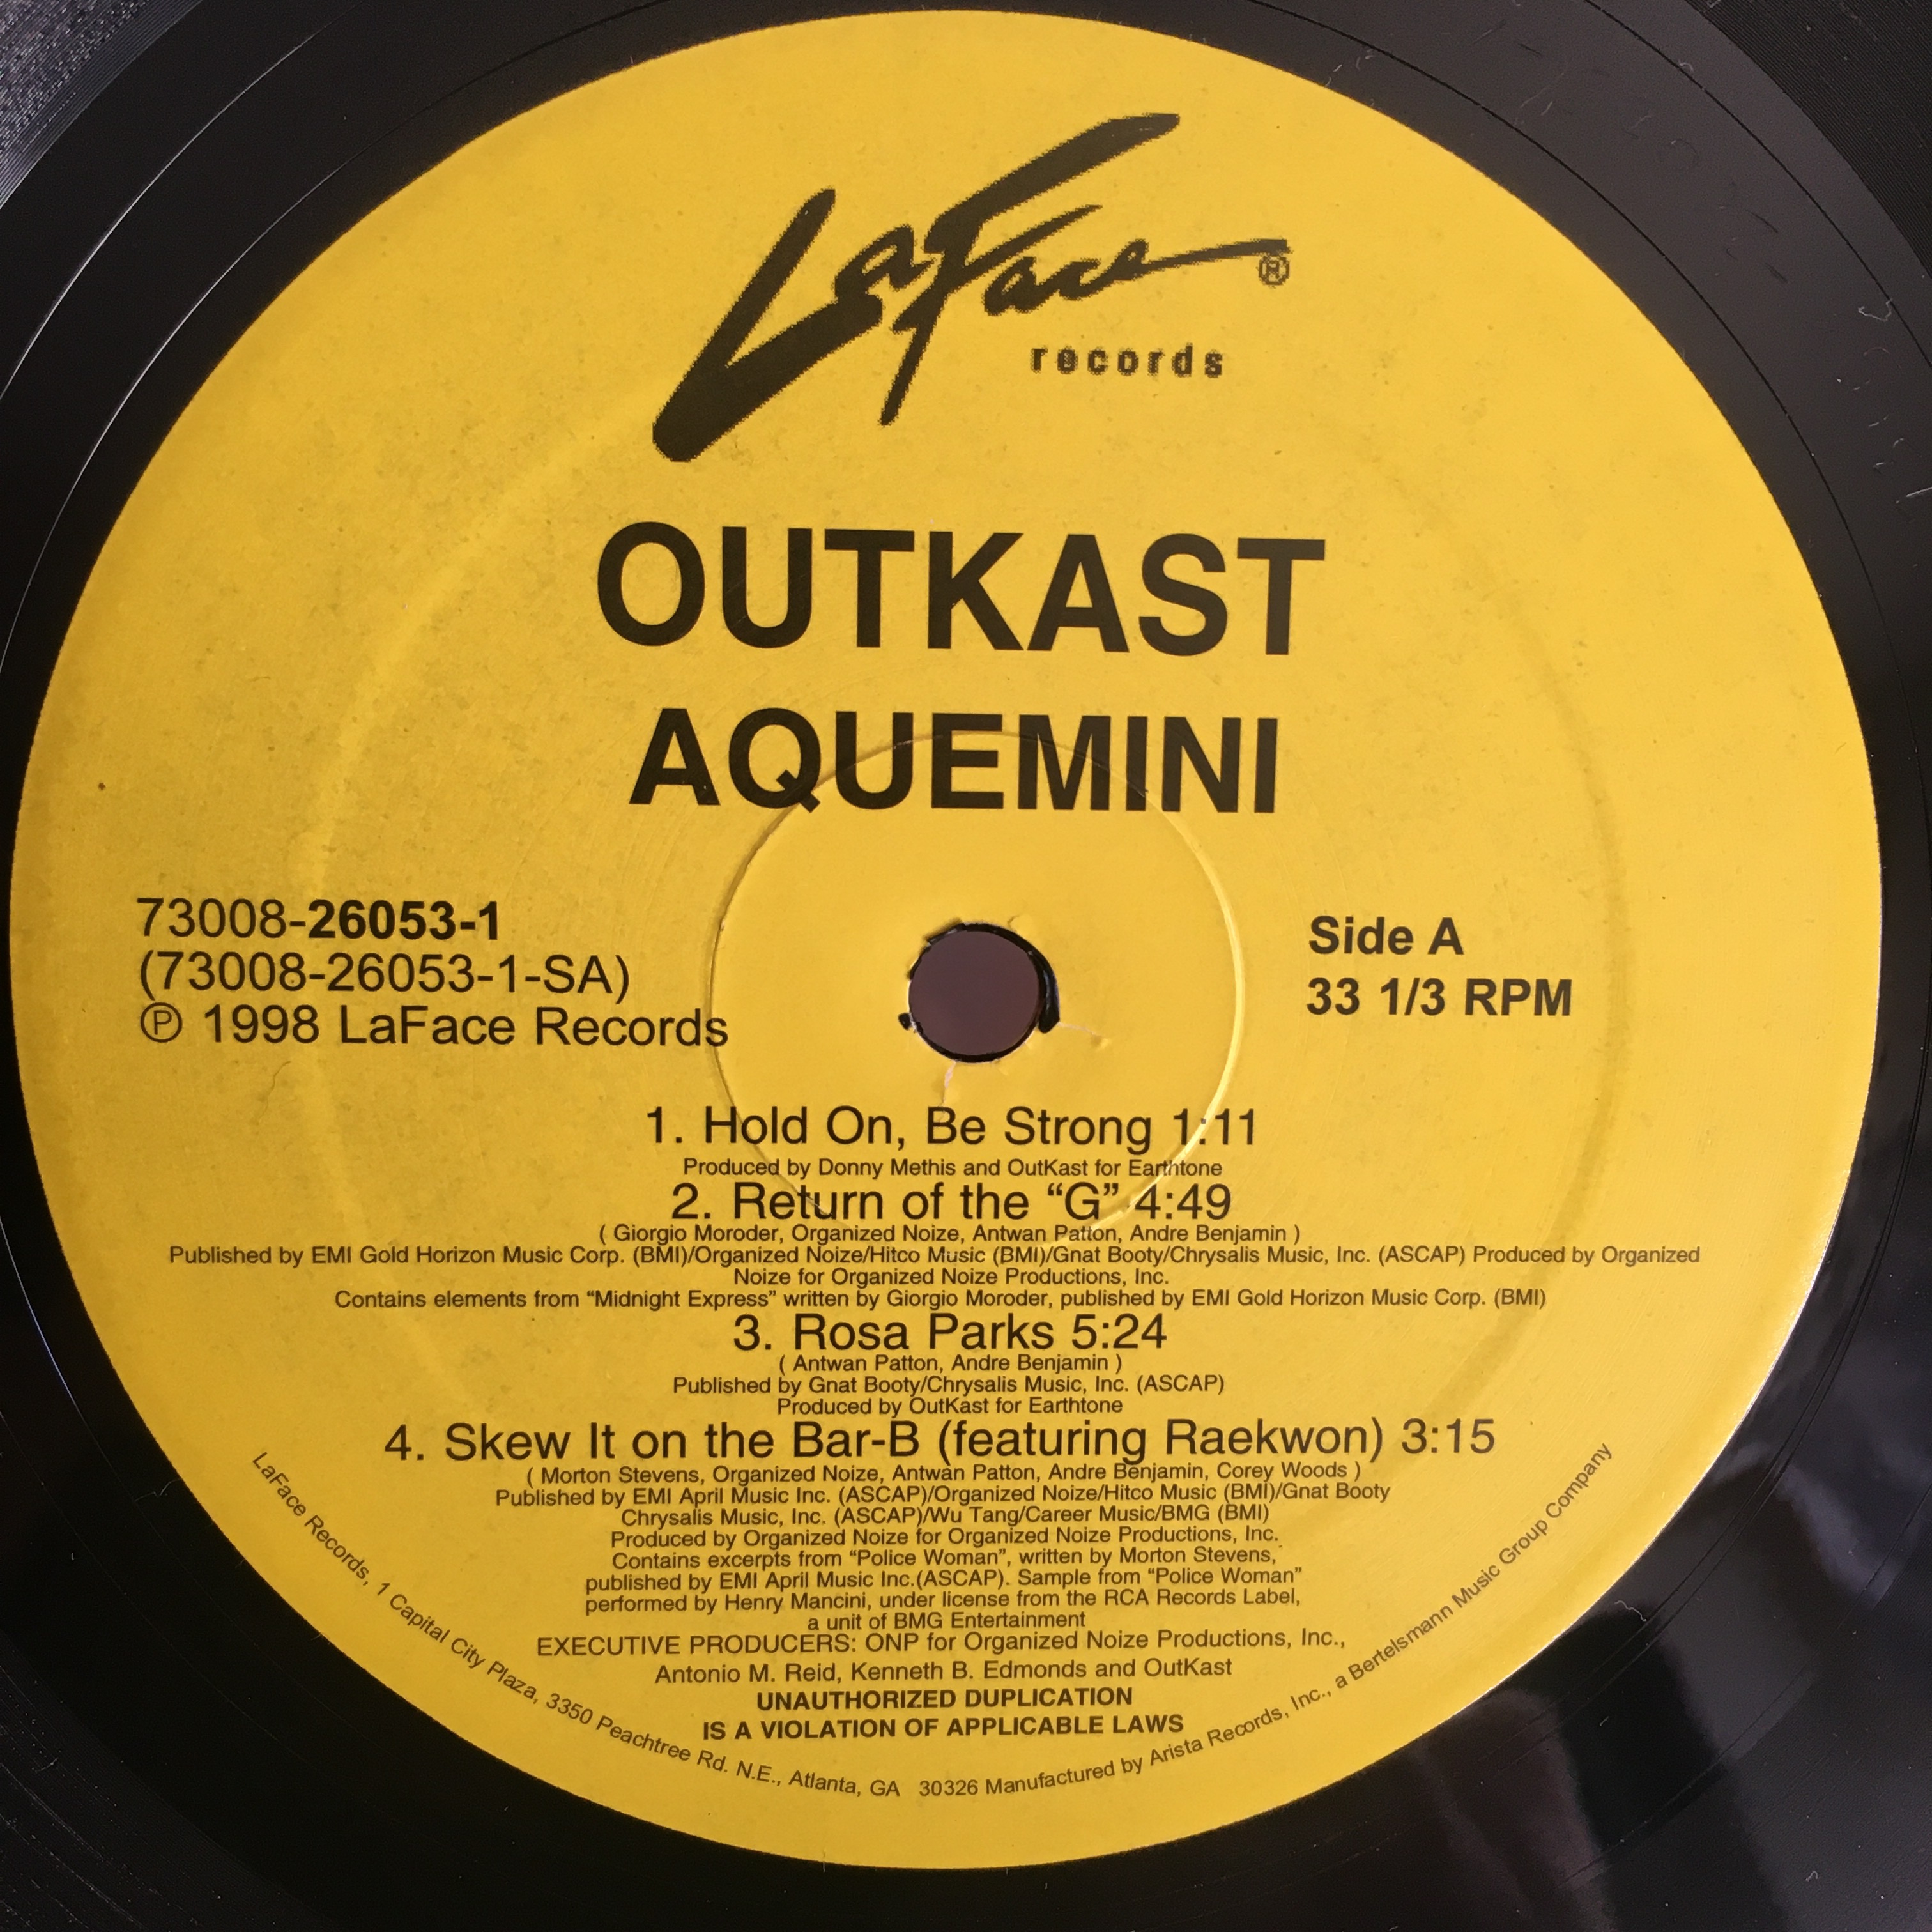 LaFace ®
records
OUTKAST
AQUEMINI
73008-26053-1
(73008-26053-1-SA)
℗ 1998 LaFace Records
Side A
33 1/3 RPM
1. Hold On, Be Strong 1:11
Produced by Donny Methis and OutKast for Earthtone
2. Return of the “G” 4:49
( Giorgio Moroder, Organized Noize, Antwan Patton, Andre Benjamin )
Published by EMI Gold Horizon Music Corp. (BMI)/Organized Noize/Hitco Music (BMI)/Gnat Booty/Chrysalis Music, Inc. (ASCAP) Produced by Organized
Noize for Organized Noize Productions, Inc.
Contains elements from “Midnight Express” written by Giorgio Moroder, published by EMI Gold Horizon Music Corp. (BMI)
3. Rosa Parks 5:24
( Antwan Patton, Andre Benjamin )
Published by Gnat Booty/Chrysalis Music, Inc. (ASCAP)
Produced by OutKast for Earthtone
4. Skew It on the Bar-B (featuring Raekwon) 3:15
( Morton Stevens, Organized Noize, Antwan Patton, Andre Benjamin, Corey Woods )
Published by EMI April Music Inc. (ASCAP)/Organized Noize/Hitco Music (BMI)/Gnat Booty
Chrysalis Music, Inc. (ASCAP)/Wu Tang/Career Music/BMG (BMI)
Produced by Organized Noize for Organized Noize Productions, Inc.
Contains excerpts from “Police Woman”, written by Morton Stevens,
published by EMI April Music Inc.(ASCAP). Sample from “Police Woman”
performed by Henry Mancini, under license from the RCA Records Label,
a unit of BMG Entertainment
EXECUTIVE PRODUCERS: ONP for Organized Noize Productions, Inc.,
Antonio M. Reid, Kenneth B. Edmonds and OutKast
UNAUTHORIZED DUPLICATION
IS A VIOLATION OF APPLICABLE LAWS
LaFace Records, 1 Capital City Plaza, 3350 Peachtree Rd. N.E., Atlanta, GA 30326 Manufactured by Arista Records, Inc., a Bertelsmann Music Group Company